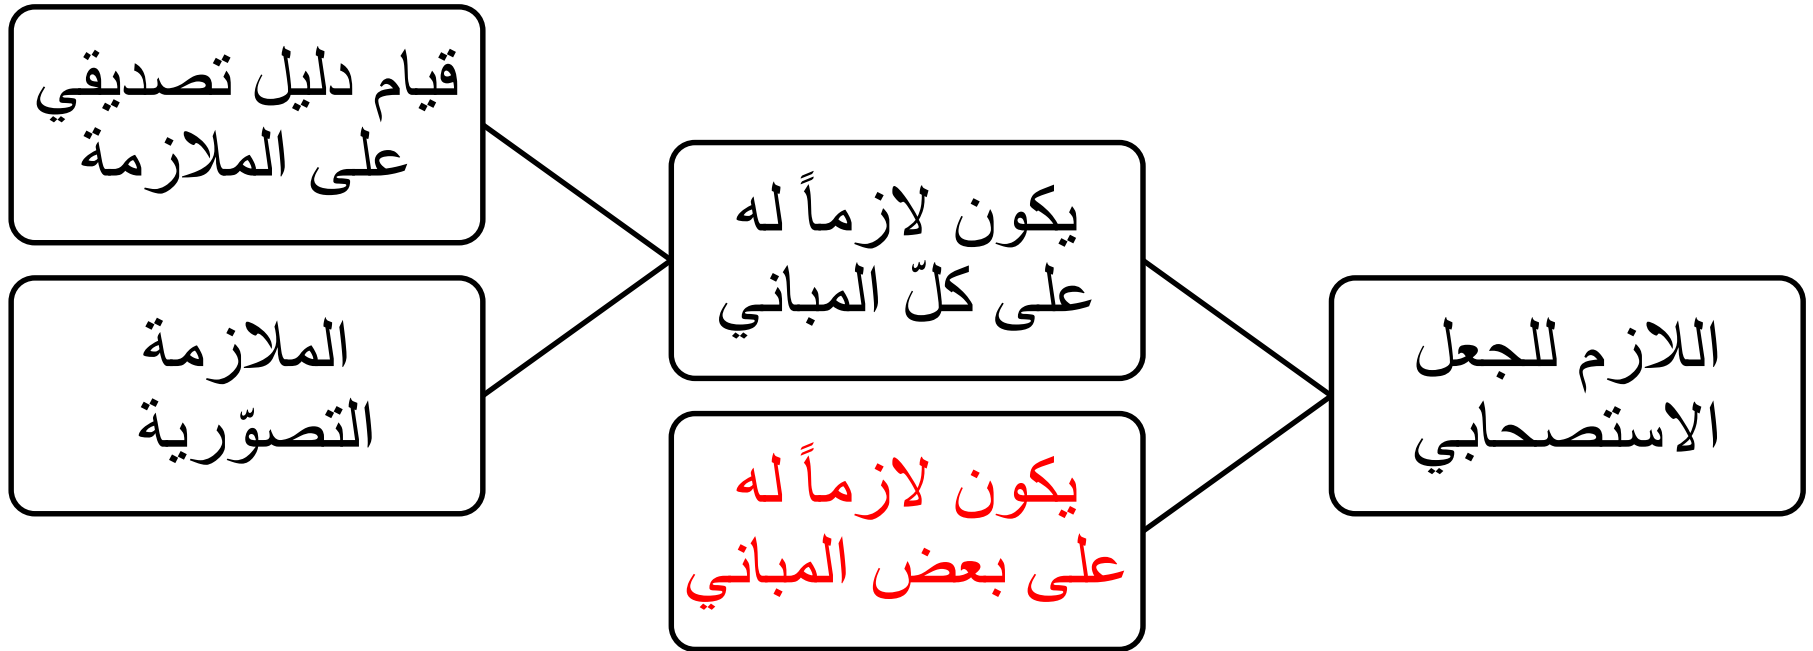 اللازم للجعل
الاستصحابي
يكون لازماً له
على كلّ المباني
قيام دليل تصديقي
على الملازمة
الملازمة
التصوّرية
يكون لازماً له
على بعض المباني